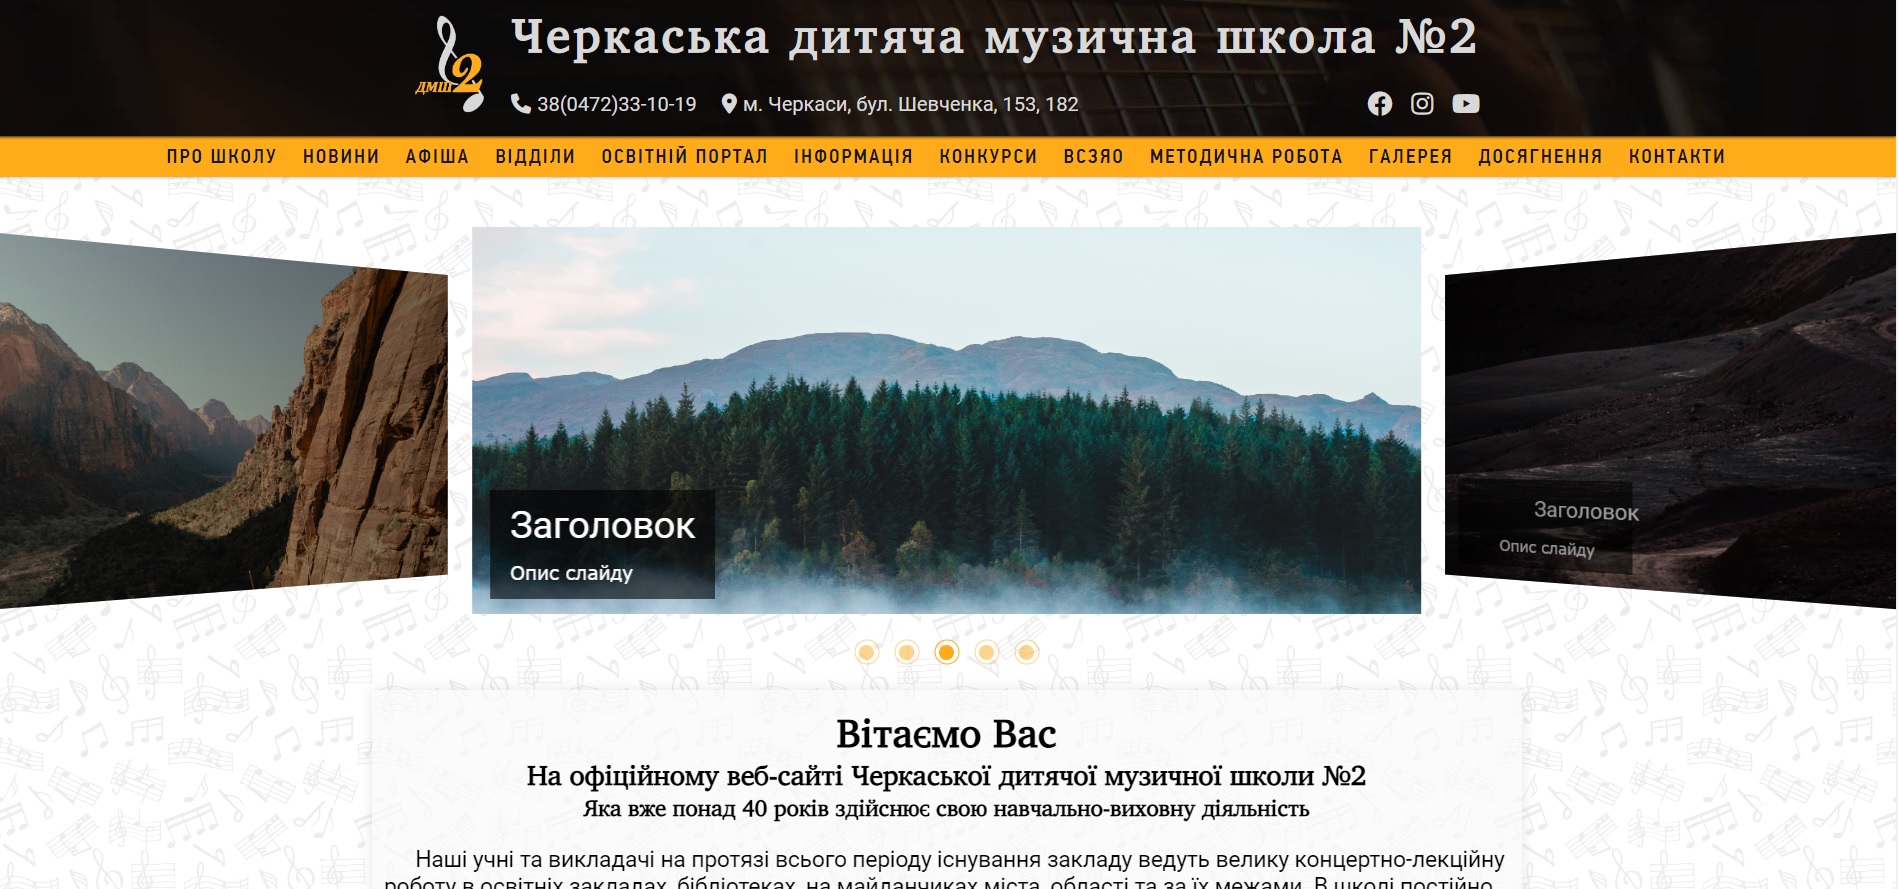 Черкаська дитяча музична школа №2
ДМШ2
38(0472)33-10-19 м. Черкаси, бул. Шевченка, 153, 182
ПРО ШКОЛУ НОВИНИ АФІША ВІДДІЛИ ОСВІТНІЙ ПОРТАЛ ІНФОРМАЦІЯ КОНКУРСИ ВСЗЯО МЕТОДИЧНА РОБОТА ГАЛЕРЕЯ ДОСЯГНЕННЯ КОНТАКТИ
Заголовок
Опис слайду
Заголовок
Опис слайду
Вітаємо Вас
На офіційному веб-сайті Черкаської дитячої музичної школи №2
Яка вже понад 40 років здійснює свою навчально-виховну діяльність
Наші учні та викладачі на протязі всього періоду існування закладу ведуть велику концертно-лекційну
роботу в освітніх закладах, бібліотеках, на майданчиках міста, області та за їх межами. В школі постійно